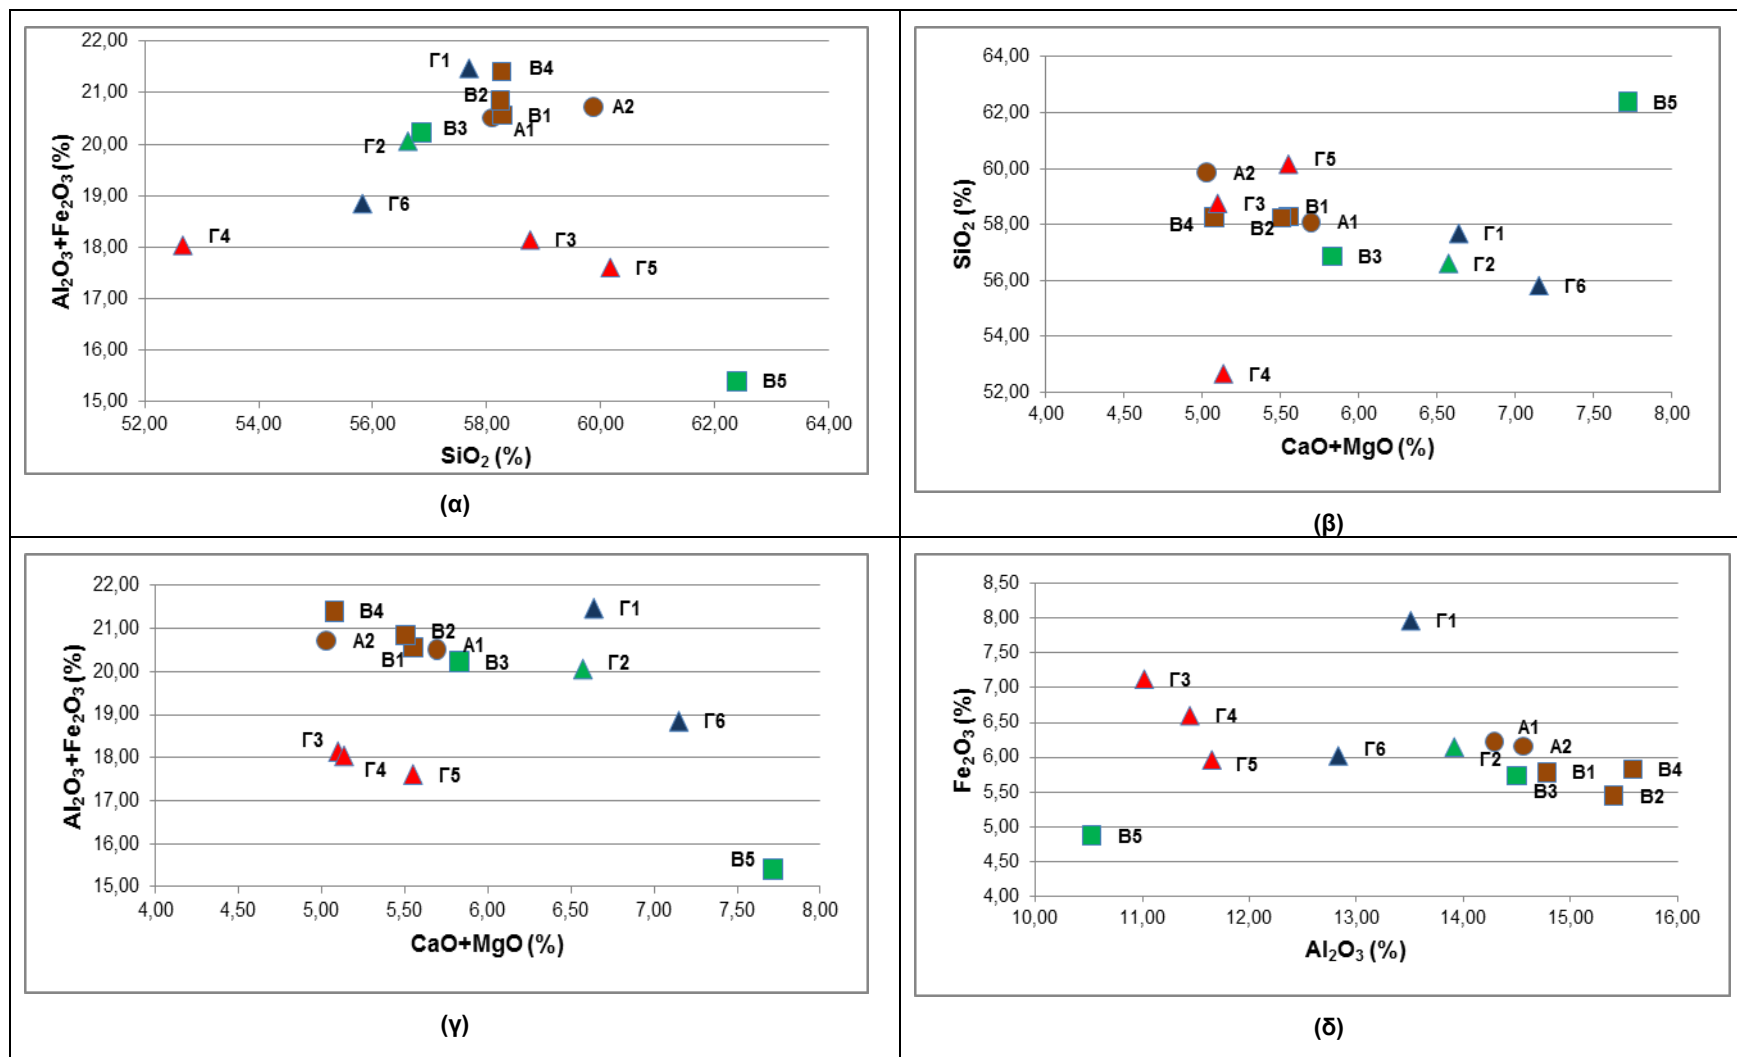 22,00
21,00
20,00
19,00
18,00
17,00
16,00
15,00
Al₂O₃+Fe₂O₃ (%)
Γ1
B4
B2
B1
A2
A1
B3
Γ2
Γ6
Γ4
Γ3
Γ5
B5
52,00 54,00 56,00 58,00 60,00 62,00 64,00
SiO₂ (%)
(α)
64,00
62,00
60,00
58,00
56,00
54,00
52,00
SiO₂ (%)
B5
Γ5
A2
Γ3
B1
B4
B2
A1
Γ1
B3
Γ2
Γ6
Γ4
4,00 4,50 5,00 5,50 6,00 6,50 7,00 7,50 8,00
CaO+MgO (%)
(β)
22,00
21,00
20,00
19,00
18,00
17,00
16,00
15,00
Al₂O₃+Fe₂O₃ (%)
B4
Γ1
A2
B2
A1
B1
B3
Γ2
Γ6
Γ3
Γ4
Γ5
B5
4,00 4,50 5,00 5,50 6,00 6,50 7,00 7,50 8,00
CaO+MgO (%)
(γ)
8,50
8,00
7,50
7,00
6,50
6,00
5,50
5,00
4,50
4,00
Fe₂O₃ (%)
Γ1
Γ3
Γ4
A1
A2
Γ6
Γ2
Γ5
B1
B4
B3
B2
B5
10,00 11,00 12,00 13,00 14,00 15,00 16,00
Al₂O₃ (%)
(δ)